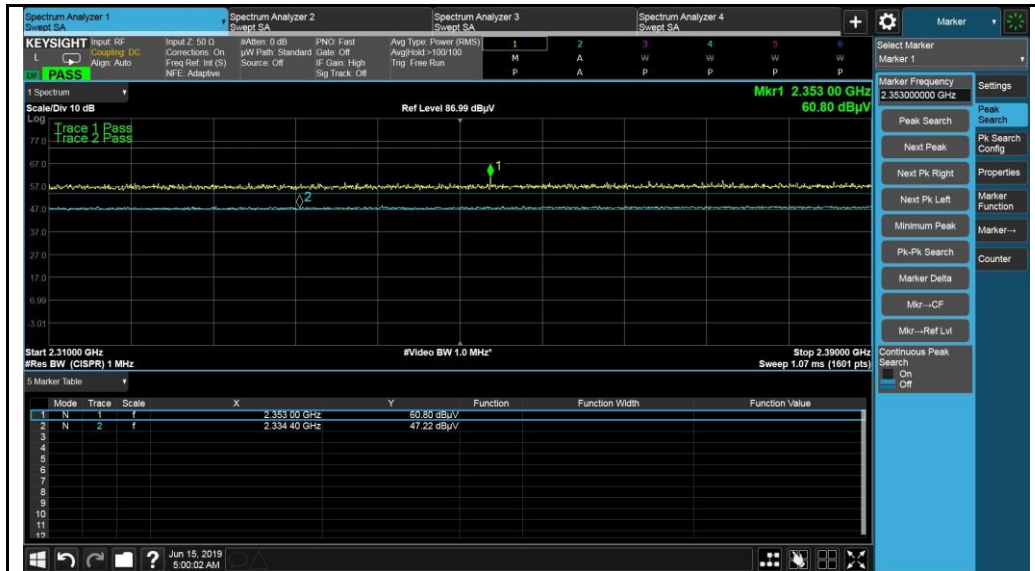 Spectrum Analyzer 1
Swept SA
Spectrum Analyzer 2
Swept SA
Spectrum Analyzer 3
Swept SA
Spectrum Analyzer 4
Swept SA
+
Marker
KEYSIGHT
L
LXI
PASS
Input: RF
Coupling: DC
Align: Auto
Input Z: 50 Ω
Corrections: On
Freq Ref: Int (S)
NFE: Adaptive
#Atten: 0 dB
µW Path: Standard
Source: Off
PNO: Fast
Gate: Off
IF Gain: High
Sig Track: Off
Avg Type: Power (RMS)
Avg|Hold:>100/100
Trig: Free Run
1 2 3 4 5 6
M A W W W W
P A P P P P
1 Spectrum
Scale/Div 10 dB
Ref Level 86.99 dBµV
Mkr1 2.353 00 GHz
60.80 dBµV
Log
Trace 1 Pass
Trace 2 Pass
77.0
67.0
57.0
47.0
37.0
27.0
17.0
6.99
-3.01
1
2
Start 2.31000 GHz
#Res BW (CISPR) 1 MHz
#Video BW 1.0 MHz*
Stop 2.39000 GHz
Sweep 1.07 ms (1601 pts)
5 Marker Table
Mode Trace Scale X Y Function Function Width Function Value
1 N 1 f 2.353 00 GHz 60.80 dBµV
2 N 2 f 2.334 40 GHz 47.22 dBµV
3
4
5
6
7
8
9
10
11
12
?
Jun 15, 2019
5:00:02 AM
Select Marker
Marker 1
Marker Frequency
2.353000000 GHz
Peak Search
Next Peak
Next Pk Right
Next Pk Left
Minimum Peak
Pk-Pk Search
Marker Delta
Mkr→CF
Mkr→Ref Lvl
Continuous Peak
Search
On
Off
Settings
Peak
Search
Pk Search
Config
Properties
Marker
Function
Marker→
Counter